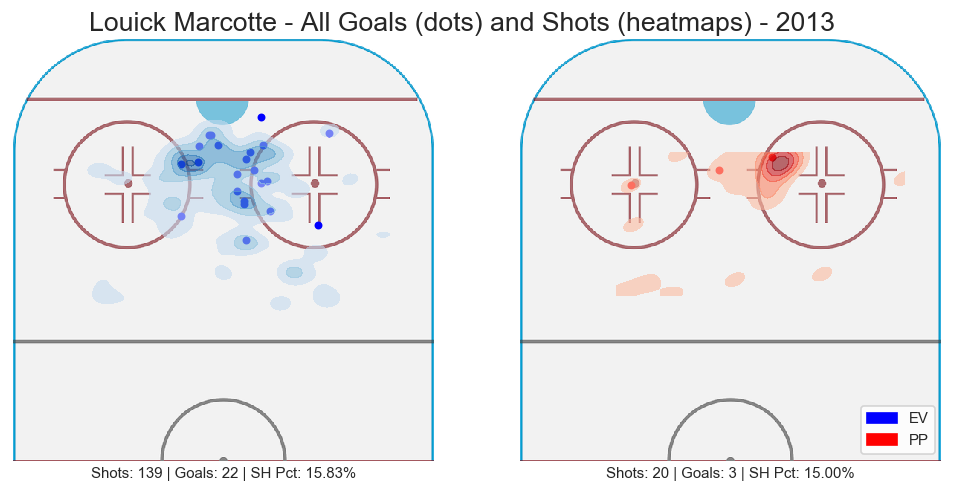 Louick Marcotte - All Goals (dots) and Shots (heatmaps) - 2013
EV
PP
Shots: 139 | Goals: 22 | SH Pct: 15.83%
Shots: 20 | Goals: 3 | SH Pct: 15.00%